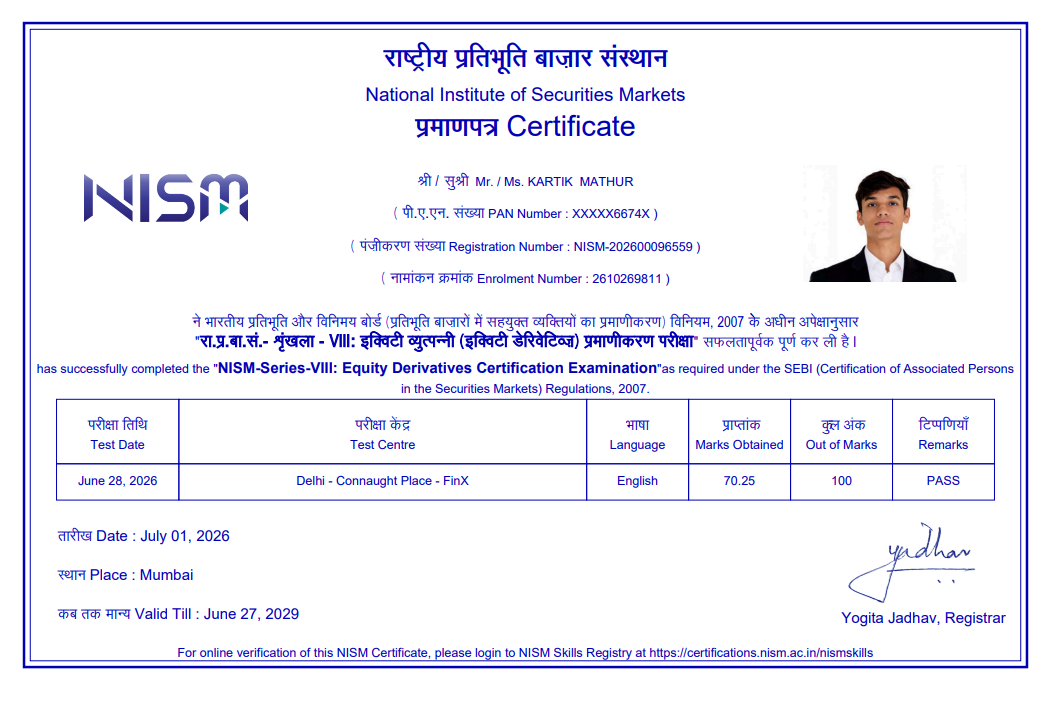 राष्ट्रीय प्रतिभूति बाज़ार संस्थान
National Institute of Securities Markets
प्रमाणपत्र Certificate
NISM
श्री / सुश्री Mr. / Ms. KARTIK MATHUR
( पी.ए.एन. संख्या PAN Number : XXXXX6674X )
( पंजीकरण संख्या Registration Number : NISM-202600096559 )
( नामांकन क्रमांक Enrolment Number : 2610269811 )
ने भारतीय प्रतिभूति और विनिमय बोर्ड (प्रतिभूति बाजारों में सहयुक्त व्यक्तियों का प्रमाणीकरण) विनियम, 2007 के अधीन अपेक्षानुसार
"रा.प्र.बा.सं.- शृंखला - VIII: इक्विटी व्युत्पन्नी (इक्विटी डेरिवेटिव्ज़) प्रमाणीकरण परीक्षा" सफलतापूर्वक पूर्ण कर ली है।
has successfully completed the "NISM-Series-VIII: Equity Derivatives Certification Examination"as required under the SEBI (Certification of Associated Persons
in the Securities Markets) Regulations, 2007.
परीक्षा तिथि परीक्षा केंद्र भाषा प्राप्तांक कुल अंक टिप्पणियाँ
Test Date Test Centre Language Marks Obtained Out of Marks Remarks
June 28, 2026 Delhi - Connaught Place - FinX English 70.25 100 PASS
तारीख Date : July 01, 2026
स्थान Place : Mumbai
कब तक मान्य Valid Till : June 27, 2029
Yogita Jadhav, Registrar
For online verification of this NISM Certificate, please login to NISM Skills Registry at https://certifications.nism.ac.in/nismskills